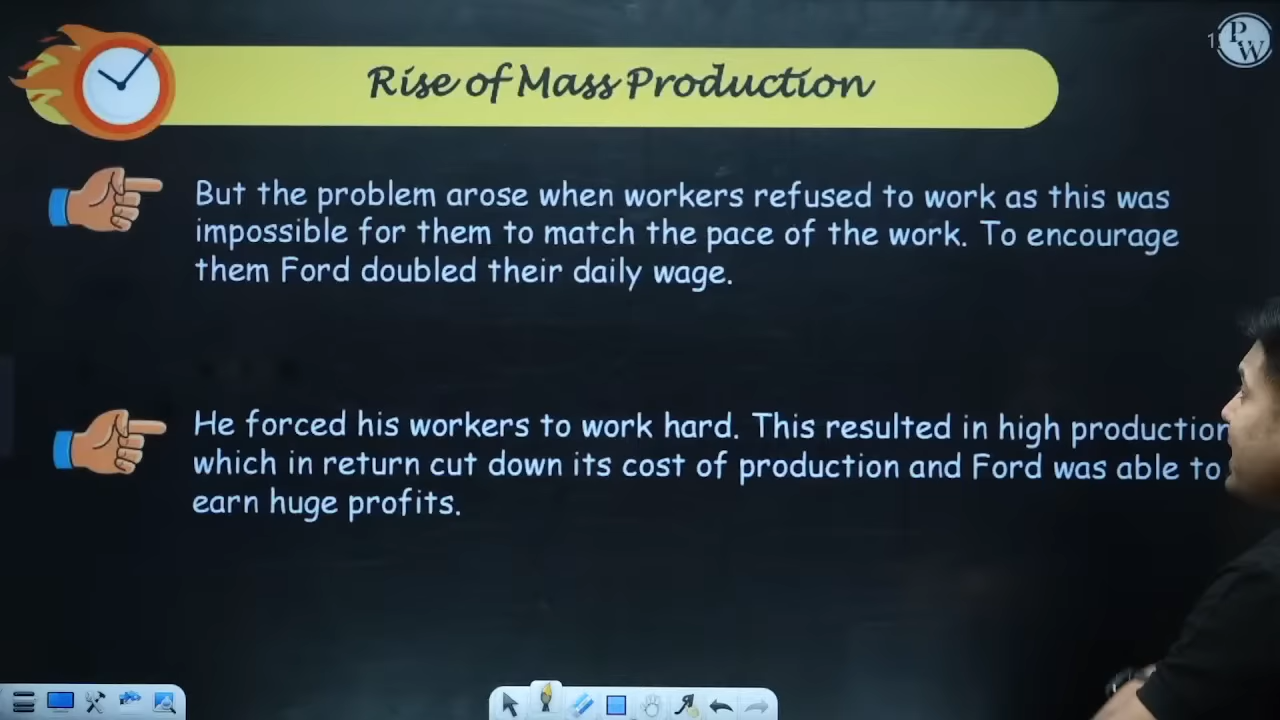 Rise of Mass Production
PW
But the problem arose when workers refused to work as this was
impossible for them to match the pace of the work. To encourage
them Ford doubled their daily wage.
He forced his workers to work hard. This resulted in high production
which in return cut down its cost of production and Ford was able to
earn huge profits.